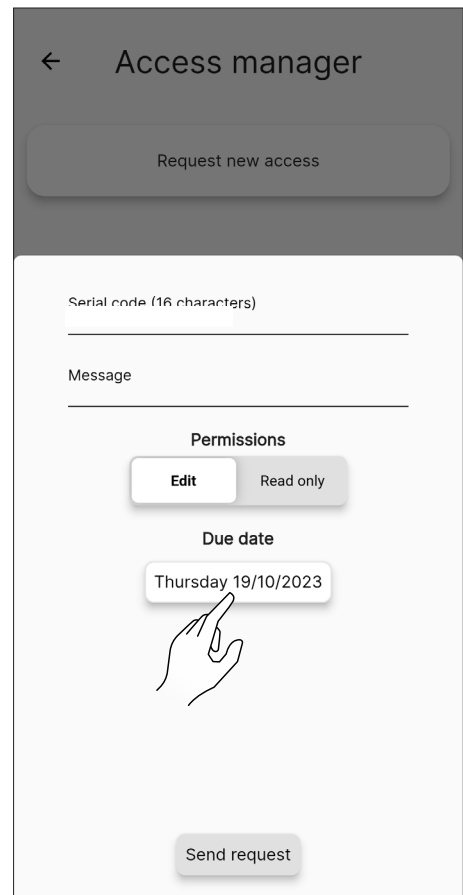 Access manager
Request new access
Serial code (16 characters)
Message
Permissions
Edit Read only
Due date
Thursday 19/10/2023
Send request